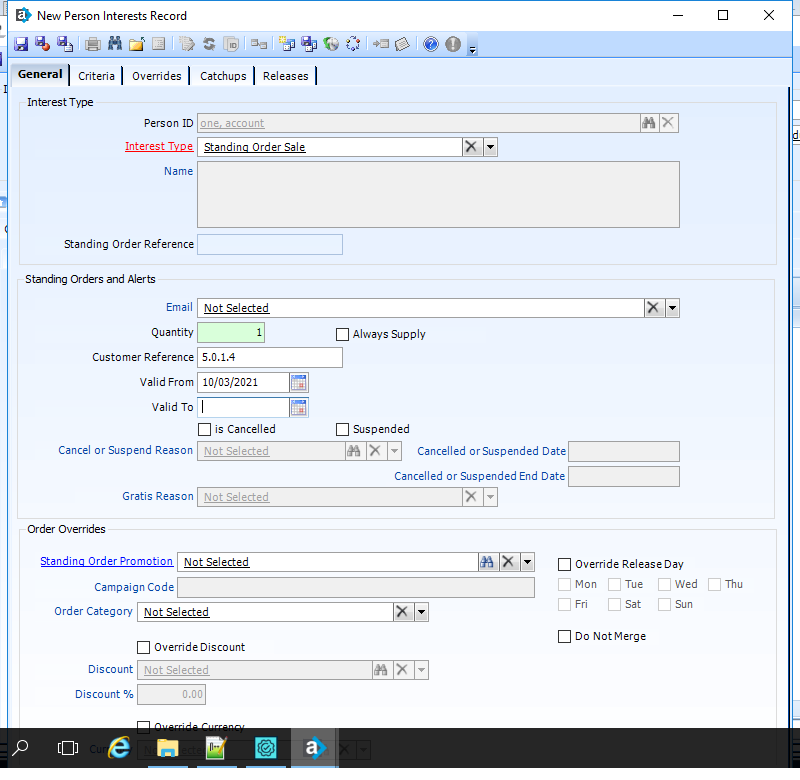 New Person Interests Record
General Criteria Overrides Catchups Releases
Interest Type
Person ID one, account
Interest Type Standing Order Sale
Name
Standing Order Reference
Standing Orders and Alerts
Email Not Selected
Quantity 1 Always Supply
Customer Reference 5.0.1.4
Valid From 10/03/2021
Valid To
is Cancelled Suspended
Cancel or Suspend Reason Not Selected Cancelled or Suspended Date
Cancelled or Suspended End Date
Gratis Reason Not Selected
Order Overrides
Standing Order Promotion Not Selected Override Release Day
Campaign Code Mon Tue Wed Thu
Order Category Not Selected Fri Sat Sun
Override Discount Do Not Merge
Discount Not Selected
Discount % 0.00
Override Currency